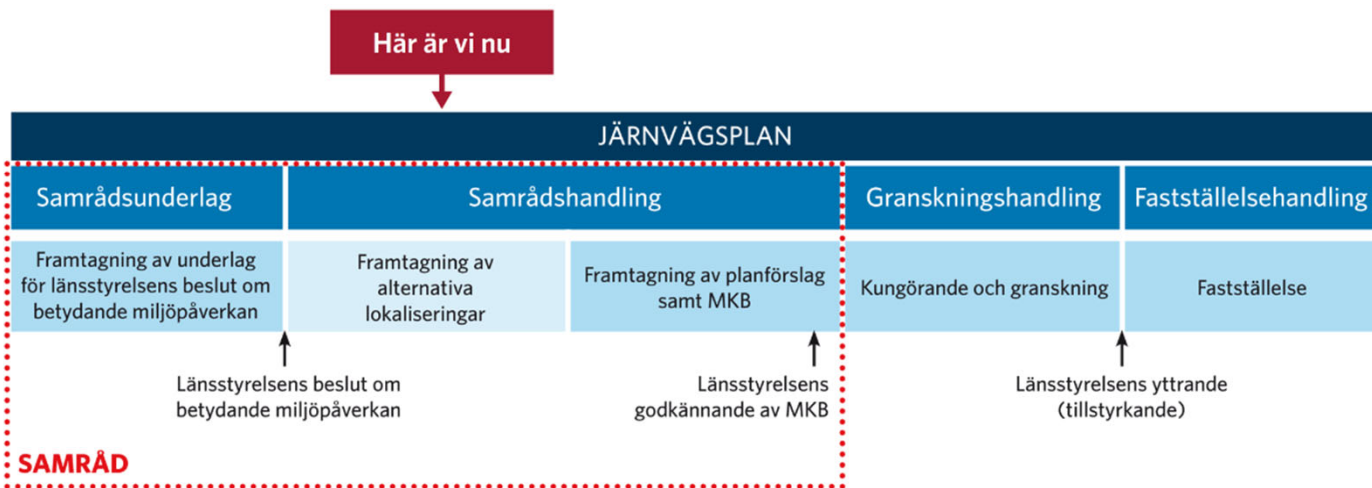 Här är vi nu
JÄRNVÄGSPLAN
Samrådsunderlag
Samrådshandling
Granskningshandling
Fastställelsehandling
Framtagning av underlag
för länsstyrelsens beslut om
betydande miljöpåverkan
Framtagning av
alternativa
lokaliseringar
Framtagning av planförslag
samt MKB
Kungörande och granskning
Fastställelse
Länsstyrelsens beslut om
betydande miljöpåverkan
Länsstyrelsens
godkännande av MKB
Länsstyrelsens yttrande
(tillstyrkande)
SAMRÅD